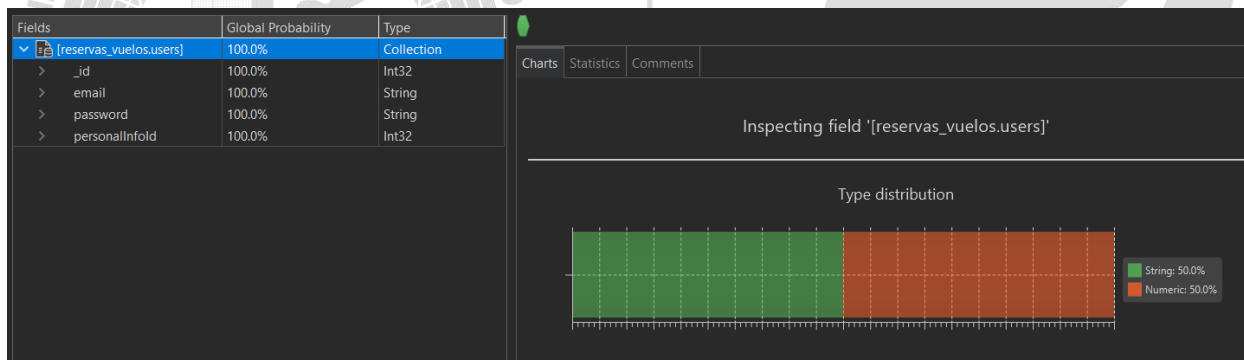 Fields Global Probability Type
[reservas_vuelos.users] 100.0% Collection
_id 100.0% Int32
email 100.0% String
password 100.0% String
personalInfoId 100.0% Int32
Charts Statistics Comments
Inspecting field '[reservas_vuelos.users]'
Type distribution
String: 50.0%
Numeric: 50.0%